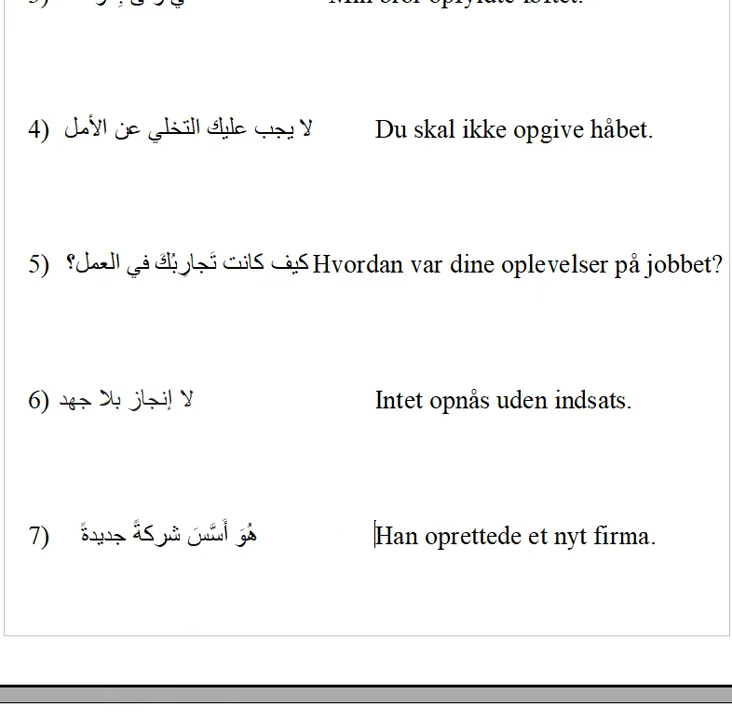 4) لا يجب عليك التخلي عن الأمل Du skal ikke opgive håbet.
5) كيف كانت تَجارِبُكَ في العمل؟ Hvordan var dine oplevelser på jobbet?
6) لا إنجاز بلا جهد Intet opnås uden indsats.
7) هُوَ أَسَّسَ شركةً جديدةً Han oprettede et nyt firma.